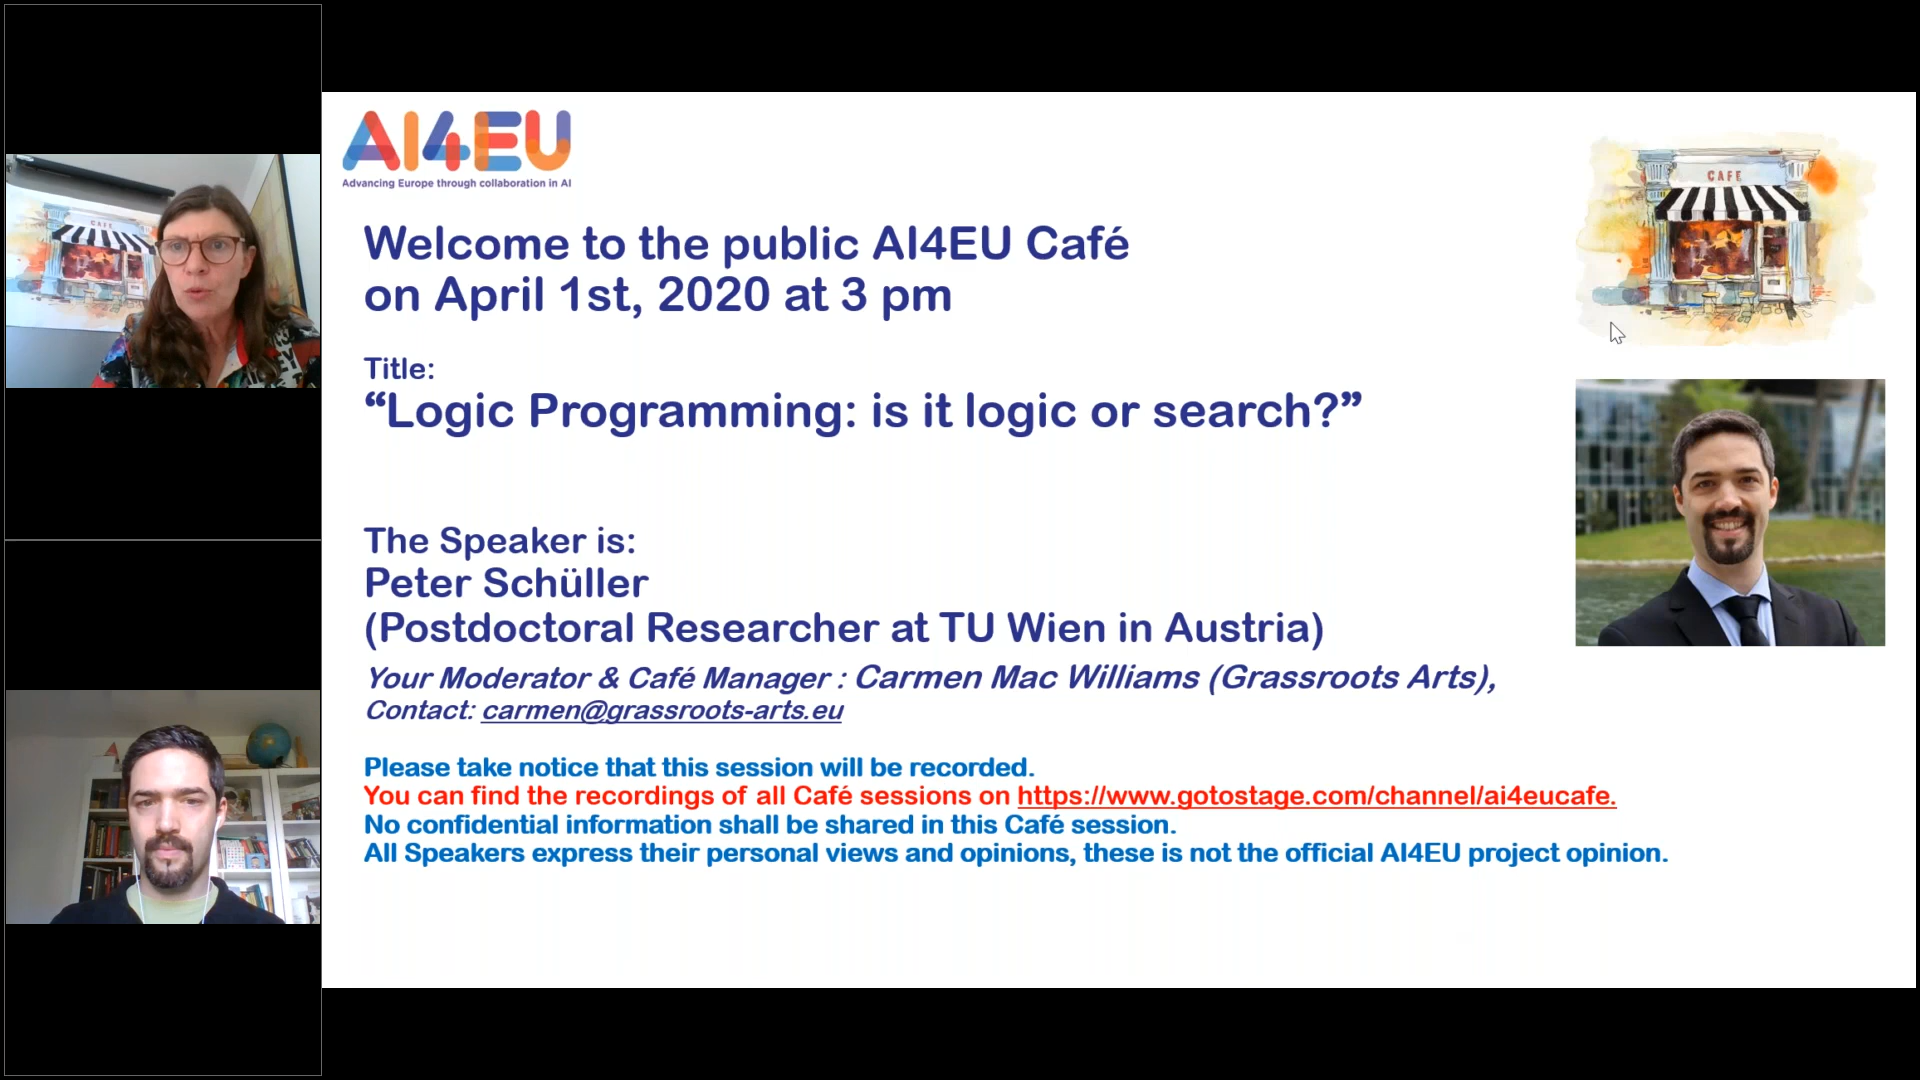 AI4EU
Advancing Europe through collaboration in AI
CAFE
Welcome to the public AI4EU Café
on April 1st, 2020 at 3 pm
Title:
“Logic Programming: is it logic or search?”
The Speaker is:
Peter Schüller
(Postdoctoral Researcher at TU Wien in Austria)
Your Moderator & Café Manager : Carmen Mac Williams (Grassroots Arts),
Contact: carmen@grassroots-arts.eu
Please take notice that this session will be recorded.
You can find the recordings of all Café sessions on https://www.gotostage.com/channel/ai4eucafe.
No confidential information shall be shared in this Café session.
All Speakers express their personal views and opinions, these is not the official AI4EU project opinion.
CAFE